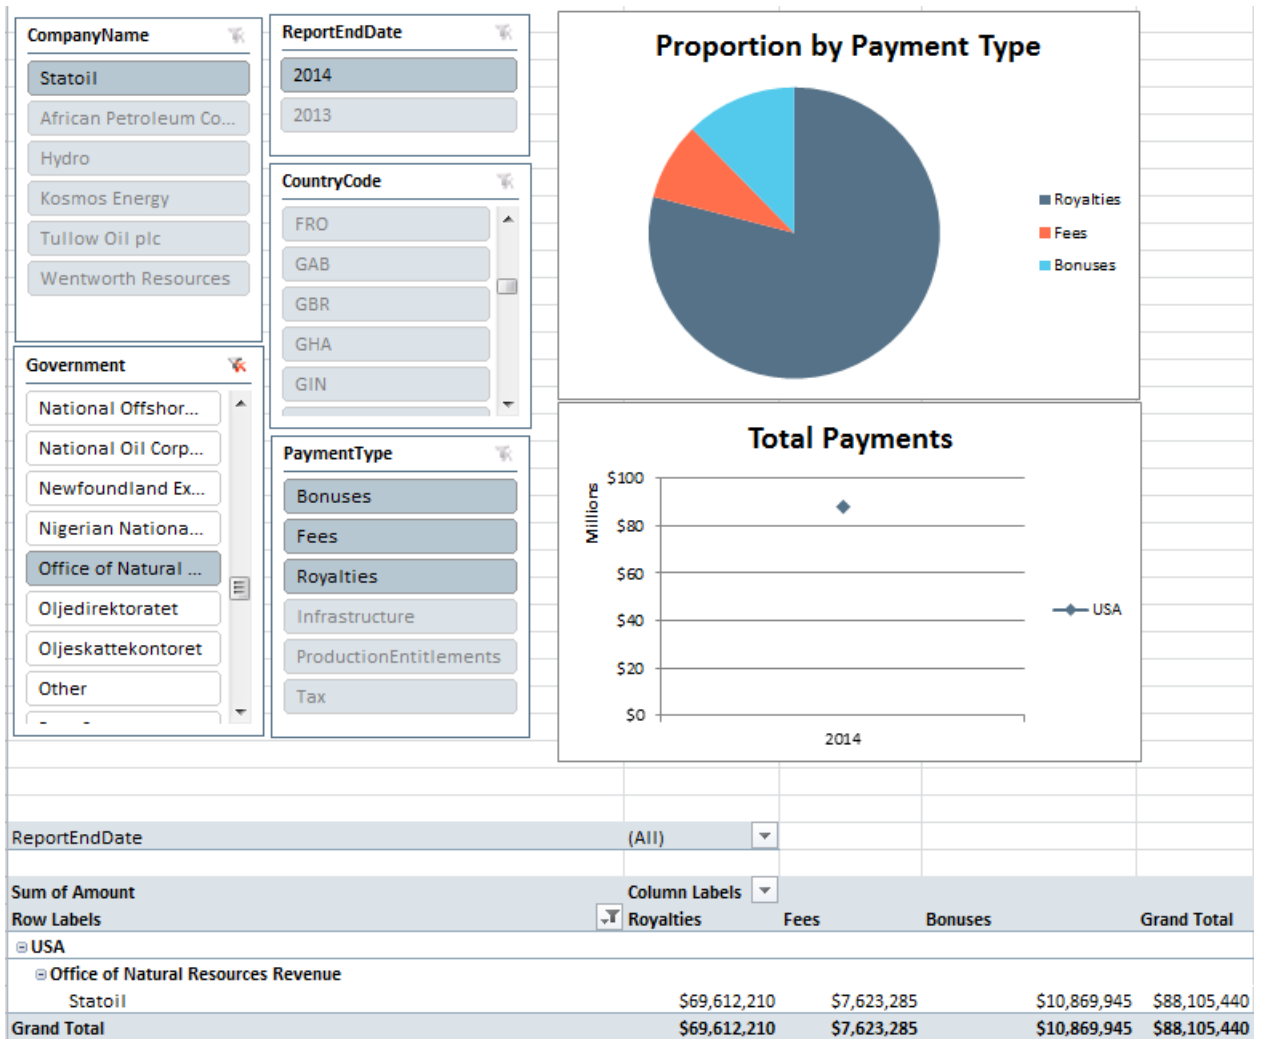 CompanyName
Statoil
African Petroleum Co...
Hydro
Kosmos Energy
Tullow Oil plc
Wentworth Resources
ReportEndDate
2014
2013
CountryCode
FRO
GAB
GBR
GHA
GIN
Government
National Offshor...
National Oil Corp...
Newfoundland Ex...
Nigerian Nationa...
Office of Natural ...
Oljedirektoratet
Oljeskattekontoret
Other
PaymentType
Bonuses
Fees
Royalties
Infrastructure
ProductionEntitlements
Tax
Proportion by Payment Type
Royalties
Fees
Bonuses
Total Payments
Millions
$100
$80
$60
$40
$20
$0
2014
USA
ReportEndDate (All)
Sum of Amount Column Labels
Row Labels Royalties Fees Bonuses Grand Total
USA
Office of Natural Resources Revenue
Statoil $69,612,210 $7,623,285 $10,869,945 $88,105,440
Grand Total $69,612,210 $7,623,285 $10,869,945 $88,105,440